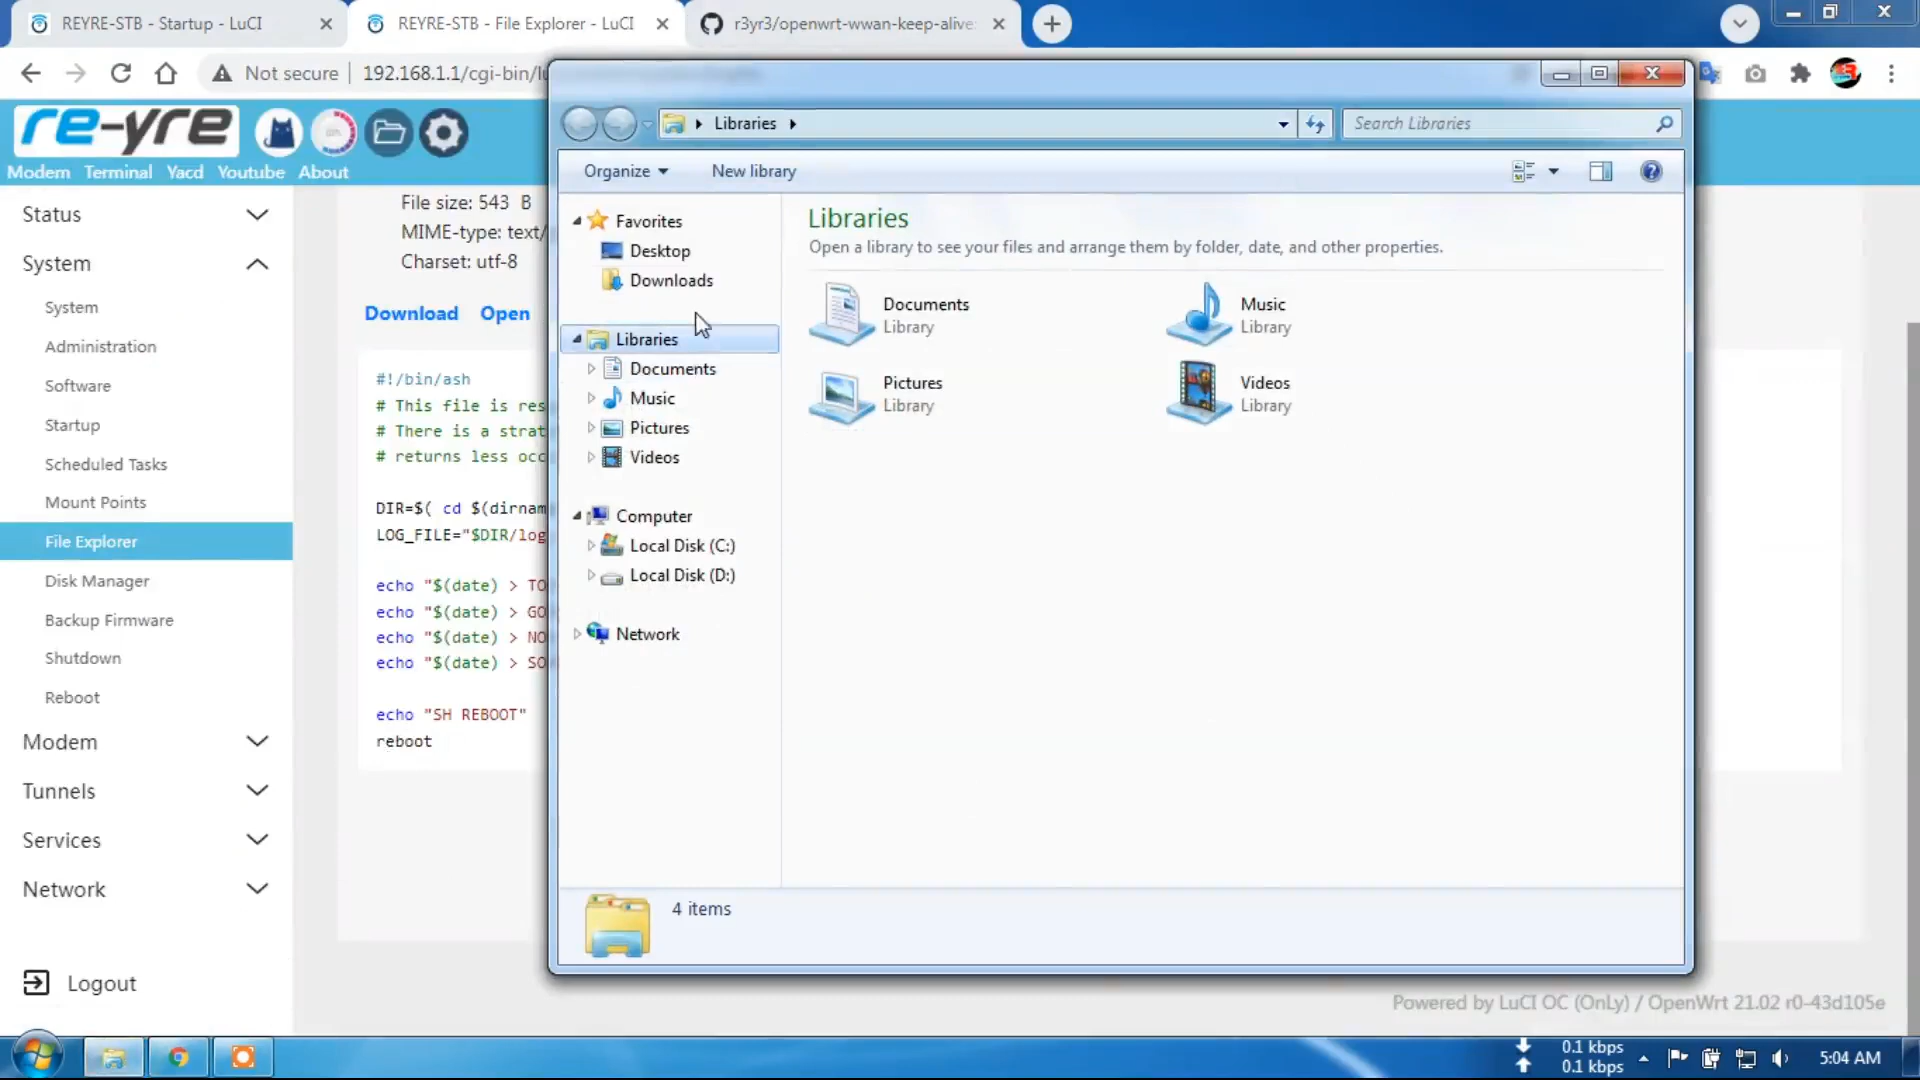 REYRE-STB - Startup - LuCI
REYRE-STB - File Explorer - LuCI
r3yr3/openwrt-wwan-keep-alive
Not secure
192.168.1.1/cgi-bin/lu
re-yre
Modem Terminal Yacd Youtube About
Status
System
System
Administration
Software
Startup
Scheduled Tasks
Mount Points
File Explorer
Disk Manager
Backup Firmware
Shutdown
Reboot
Modem
Tunnels
Services
Network
Logout
File size: 543 B
MIME-type: text/
Charset: utf-8
Download Open
#!/bin/ash
# This file is res
# There is a strat
# returns less occ
DIR=$( cd $(dirnam
LOG_FILE="$DIR/log
echo "$(date) > TO
echo "$(date) > GO
echo "$(date) > NO
echo "$(date) > SO
echo "SH REBOOT"
reboot
Libraries
Search Libraries
Organize
New library
Favorites
Desktop
Downloads
Libraries
Documents
Music
Pictures
Videos
Computer
Local Disk (C:)
Local Disk (D:)
Network
Libraries
Open a library to see your files and arrange them by folder, date, and other properties.
Documents
Library
Music
Library
Pictures
Library
Videos
Library
4 items
Powered by LuCI OC (OnLy) / OpenWrt 21.02 r0-43d105e
0.1 kbps
0.1 kbps
5:04 AM